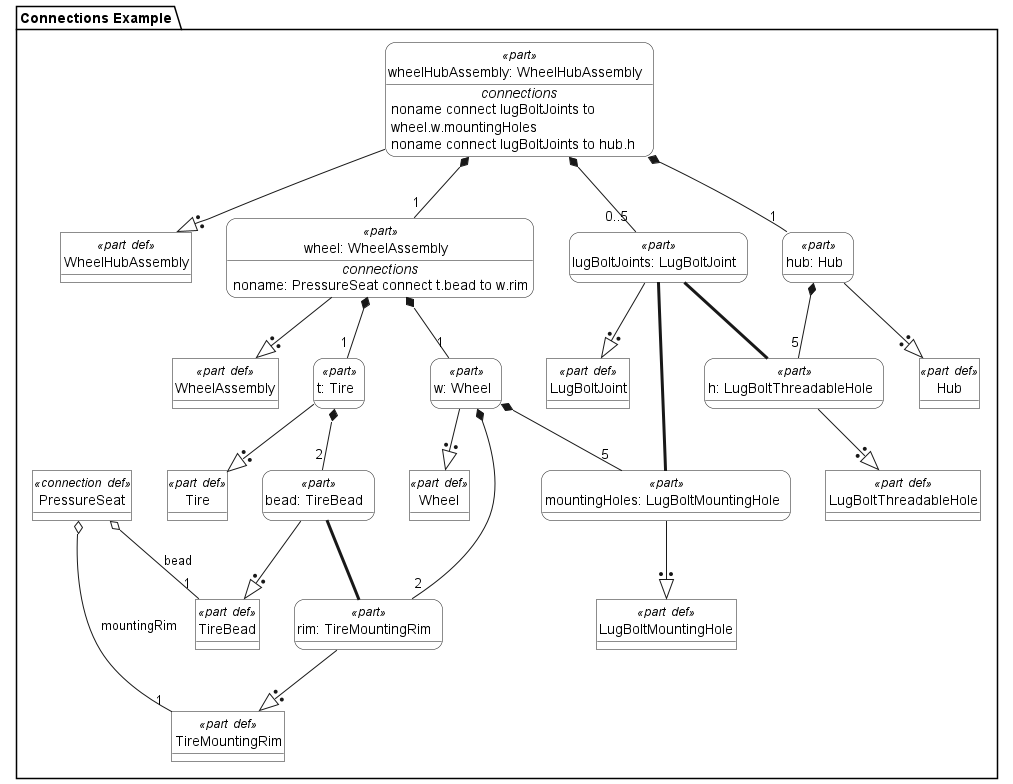 Connections Example
«part»
wheelHubAssembly: WheelHubAssembly
connections
noname connect lugBoltJoints to
wheel.w.mountingHoles
noname connect lugBoltJoints to hub.h
1
0..5
1
«part def»
WheelHubAssembly
«part»
wheel: WheelAssembly
connections
noname: PressureSeat connect t.bead to w.rim
«part»
lugBoltJoints: LugBoltJoint
«part»
hub: Hub
1
1
5
«part def»
WheelAssembly
«part»
t: Tire
«part»
w: Wheel
«part def»
LugBoltJoint
«part»
h: LugBoltThreadableHole
«part def»
Hub
2
5
«connection def»
PressureSeat
«part def»
Tire
«part»
bead: TireBead
«part def»
Wheel
«part»
mountingHoles: LugBoltMountingHole
«part def»
LugBoltThreadableHole
bead
1
2
«part def»
TireBead
«part»
rim: TireMountingRim
«part def»
LugBoltMountingHole
mountingRim
1
«part def»
TireMountingRim